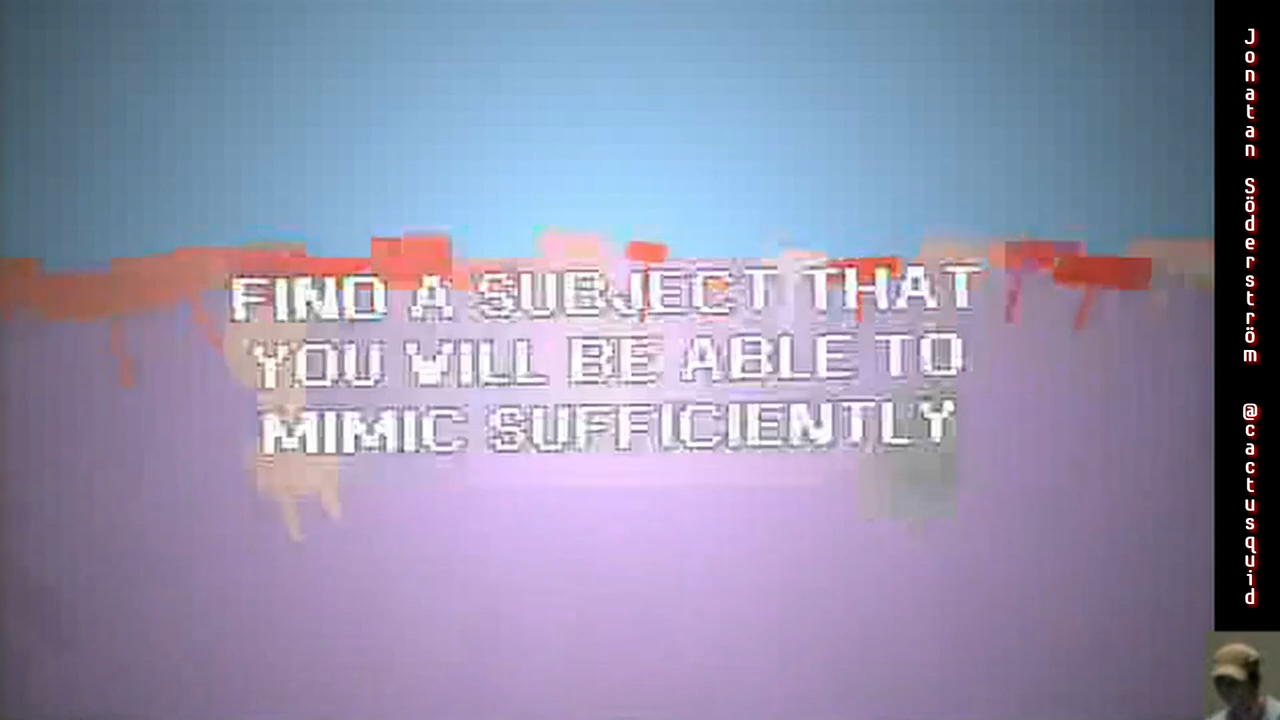 FIND A SUBJECT THAT
YOU WILL BE ABLE TO
MIMIC SUFFICIENTLY
Jonatan Söderström @cactusquid